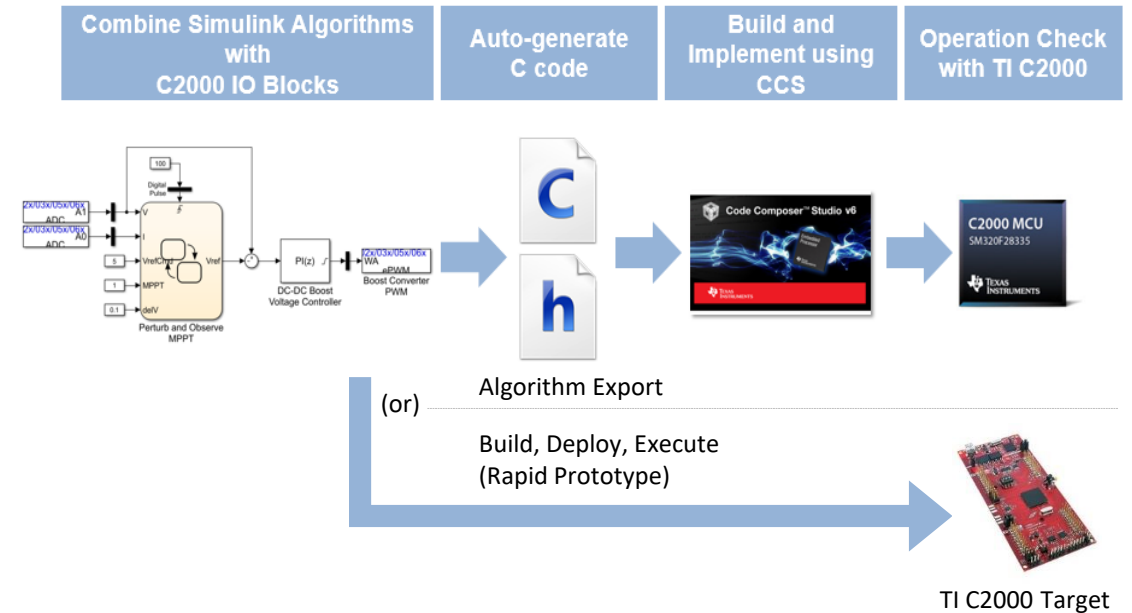 Combine Simulink Algorithms
with
C2000 IO Blocks
Auto-generate
C code
Build and
Implement using
CCS
Operation Check
with TI C2000
100
Digital
Pulse
2x/03x/05x/06x
A1
ADC
2x/03x/05x/06x
A0
ADC
V
I
5
VrefCmd
Vref
1
MPPT
0.1
delV
Perturb and Observe
MPPT
PI(z)
DC-DC Boost
Voltage Controller
02x/03x/05x/06x
WA
ePWM
Boost Converter
PWM
C
h
Code Composer™ Studio v6
Embedded
Processor
TEXAS
INSTRUMENTS
C2000 MCU
SM320F28335
TEXAS
INSTRUMENTS
(or)
Algorithm Export
Build, Deploy, Execute
(Rapid Prototype)
TI C2000 Target